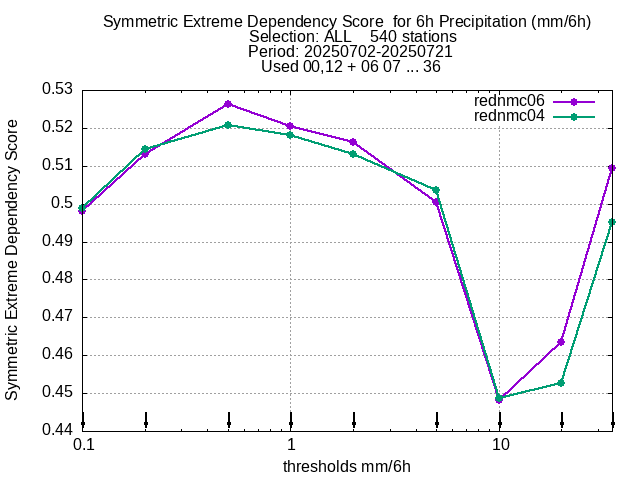 Symmetric Extreme Dependency Score  for 6h Precipitation (mm/6h)
Selection: ALL    540 stations
Period: 20250702-20250721
Used 00,12 + 06 07 ... 36
rednmc06
rednmc04
Symmetric Extreme Dependency Score
0.53
0.52
0.51
0.5
0.49
0.48
0.47
0.46
0.45
0.44
0.1
1
10
thresholds mm/6h